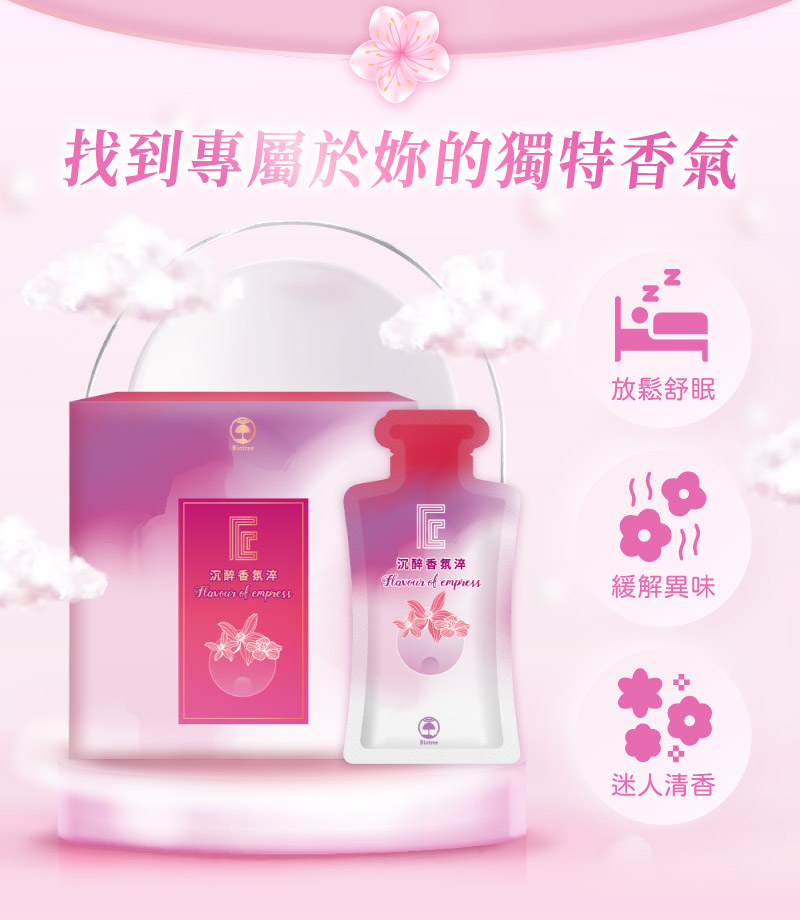 找到專屬於妳的獨特香氣
放鬆舒眠
Biotree
沉醉香氛淬
Flavour of empress
沉醉香氛淬
Flavour of empress
Biotree
緩解異味
迷人清香